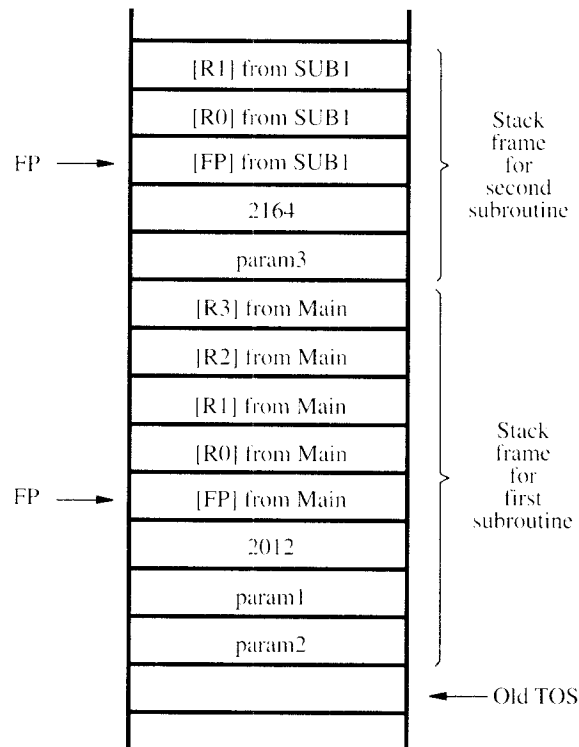 [R1] from SUB1
[R0] from SUB1
FP
[FP] from SUB1
2164
param3
Stack
frame
for
second
subroutine
[R3] from Main
[R2] from Main
[R1] from Main
[R0] from Main
FP
[FP] from Main
2012
param1
param2
Stack
frame
for
first
subroutine
Old TOS